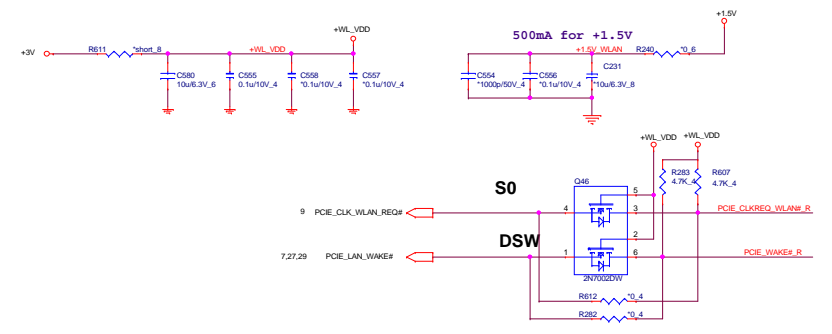 +1.5V
500mA for +1.5V
+WL_VDD
R611 *short_8
+3V
+WL_VDD
+1.5V_WLAN
R240 *0_6
C580
10u/6.3V_6
C555
0.1u/10V_4
C558
*0.1u/10V_4
C557
*0.1u/10V_4
C554
*1000p/50V_4
C556
*0.1u/10V_4
C231
*10u/6.3V_8
+WL_VDD +WL_VDD
R283
4.7K_4
R607
4.7K_4
Q46
S0
5
9 PCIE_CLK_WLAN_REQ# 4 3 PCIE_CLKREQ_WLAN#_R
DSW
2
7,27,29 PCIE_LAN_WAKE# 1 6 PCIE_WAKE#_R
2N7002DW
R612 *0_4
R282 *0_4